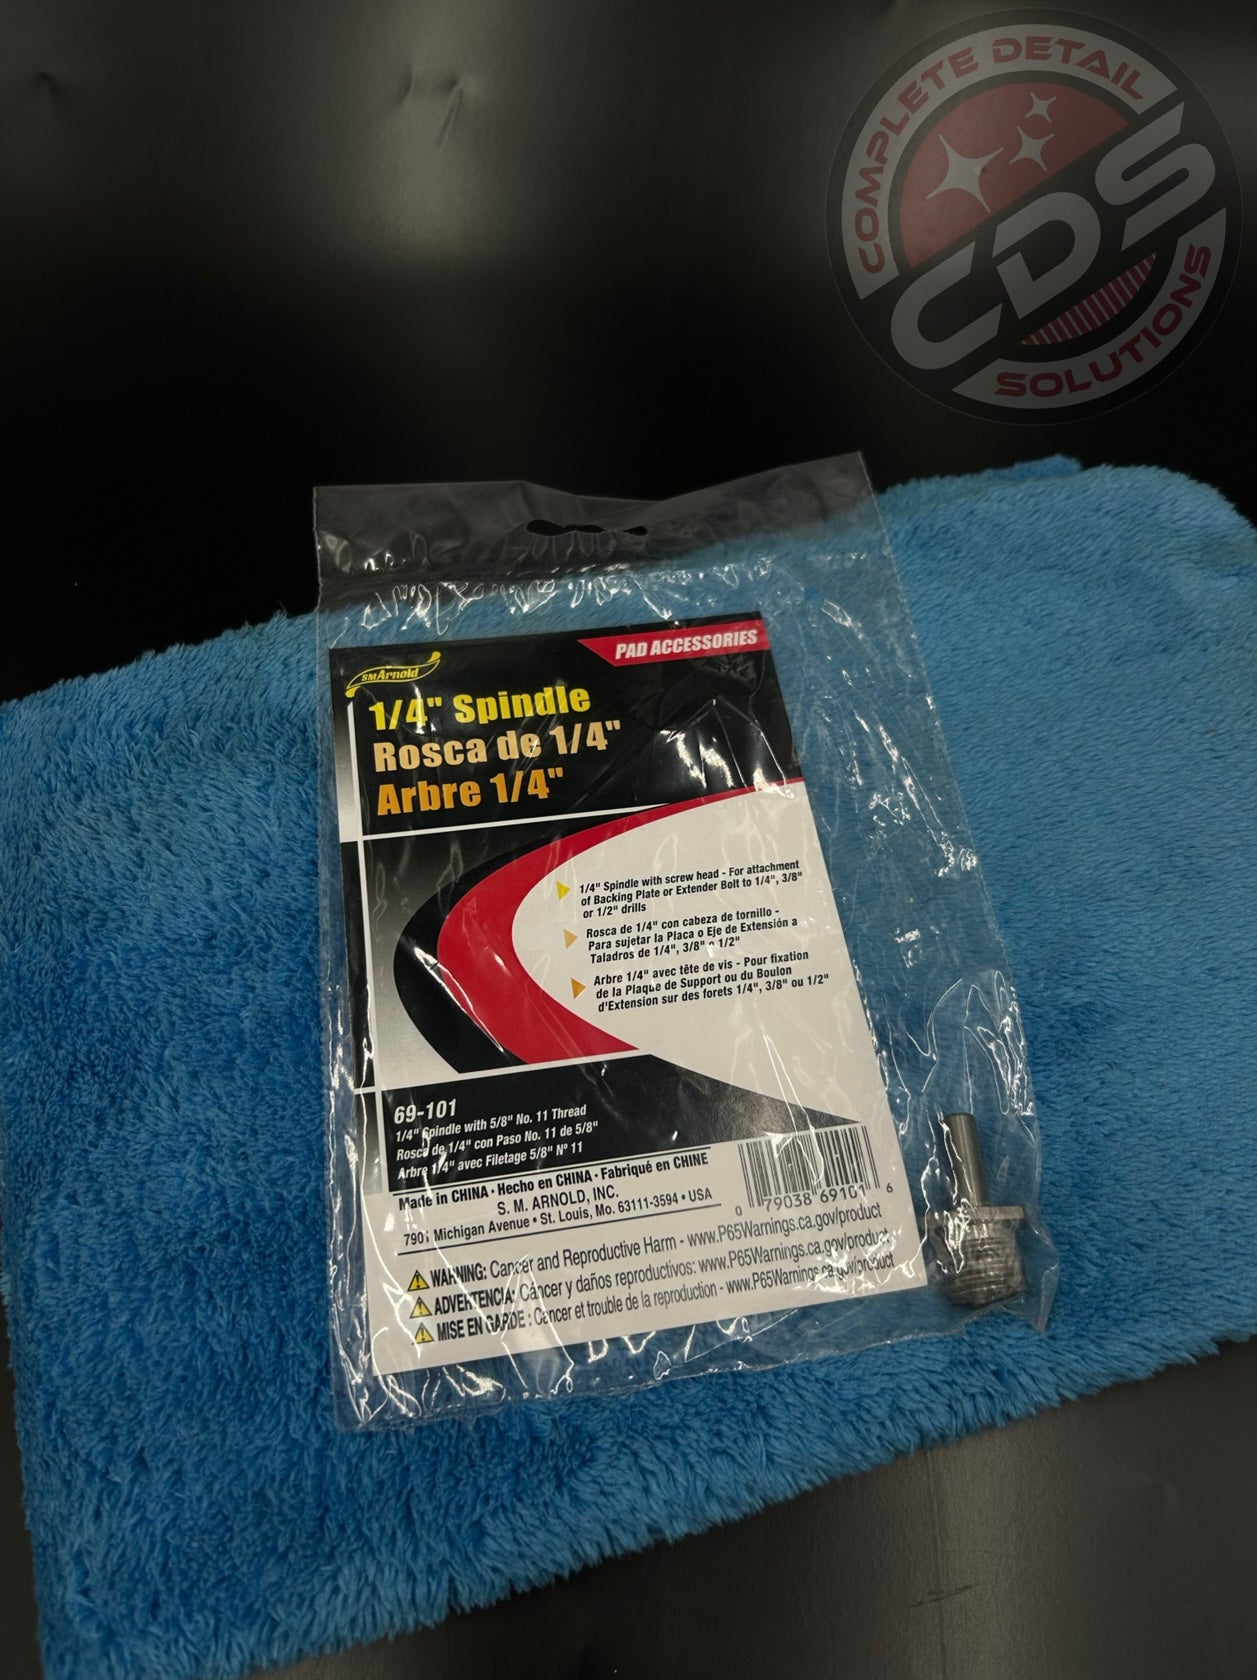 COMPLETE DETAIL
CDS
SOLUTIONS
PAD ACCESSORIES
SMArnold
1/4" Spindle
Rosca de 1/4"
Arbre 1/4"
1/4" Spindle with screw head - For attachment
of Backing Plate or Extender Bolt to 1/4", 3/8"
or 1/2" drills
Rosca de 1/4" con cabeza de tornillo -
Para sujetar la Placa o Eje de Extensión a
Taladros de 1/4", 3/8" o 1/2"
Arbre 1/4" avec tête de vis - Pour fixation
de la Plaque de Support ou du Boulon
d'Extension sur des forets 1/4", 3/8" ou 1/2"
69-101
1/4" Spindle with 5/8" No. 11 Thread
Rosca de 1/4" con Paso No. 11 de 5/8"
Arbre 1/4" avec Filetage 5/8" N° 11
Made in CHINA · Hecho en CHINA · Fabriqué en CHINE
S. M. ARNOLD, INC.
7901 Michigan Avenue • St. Louis, Mo. 63111-3594 • USA
0 79038 69101 6
WARNING: Cancer and Reproductive Harm - www.P65Warnings.ca.gov/product
ADVERTENCIA: Cáncer y daños reproductivos: www.P65Warnings.ca.gov/product
MISE EN GARDE : Cancer et trouble de la reproduction - www.P65Warnings.ca.gov/product